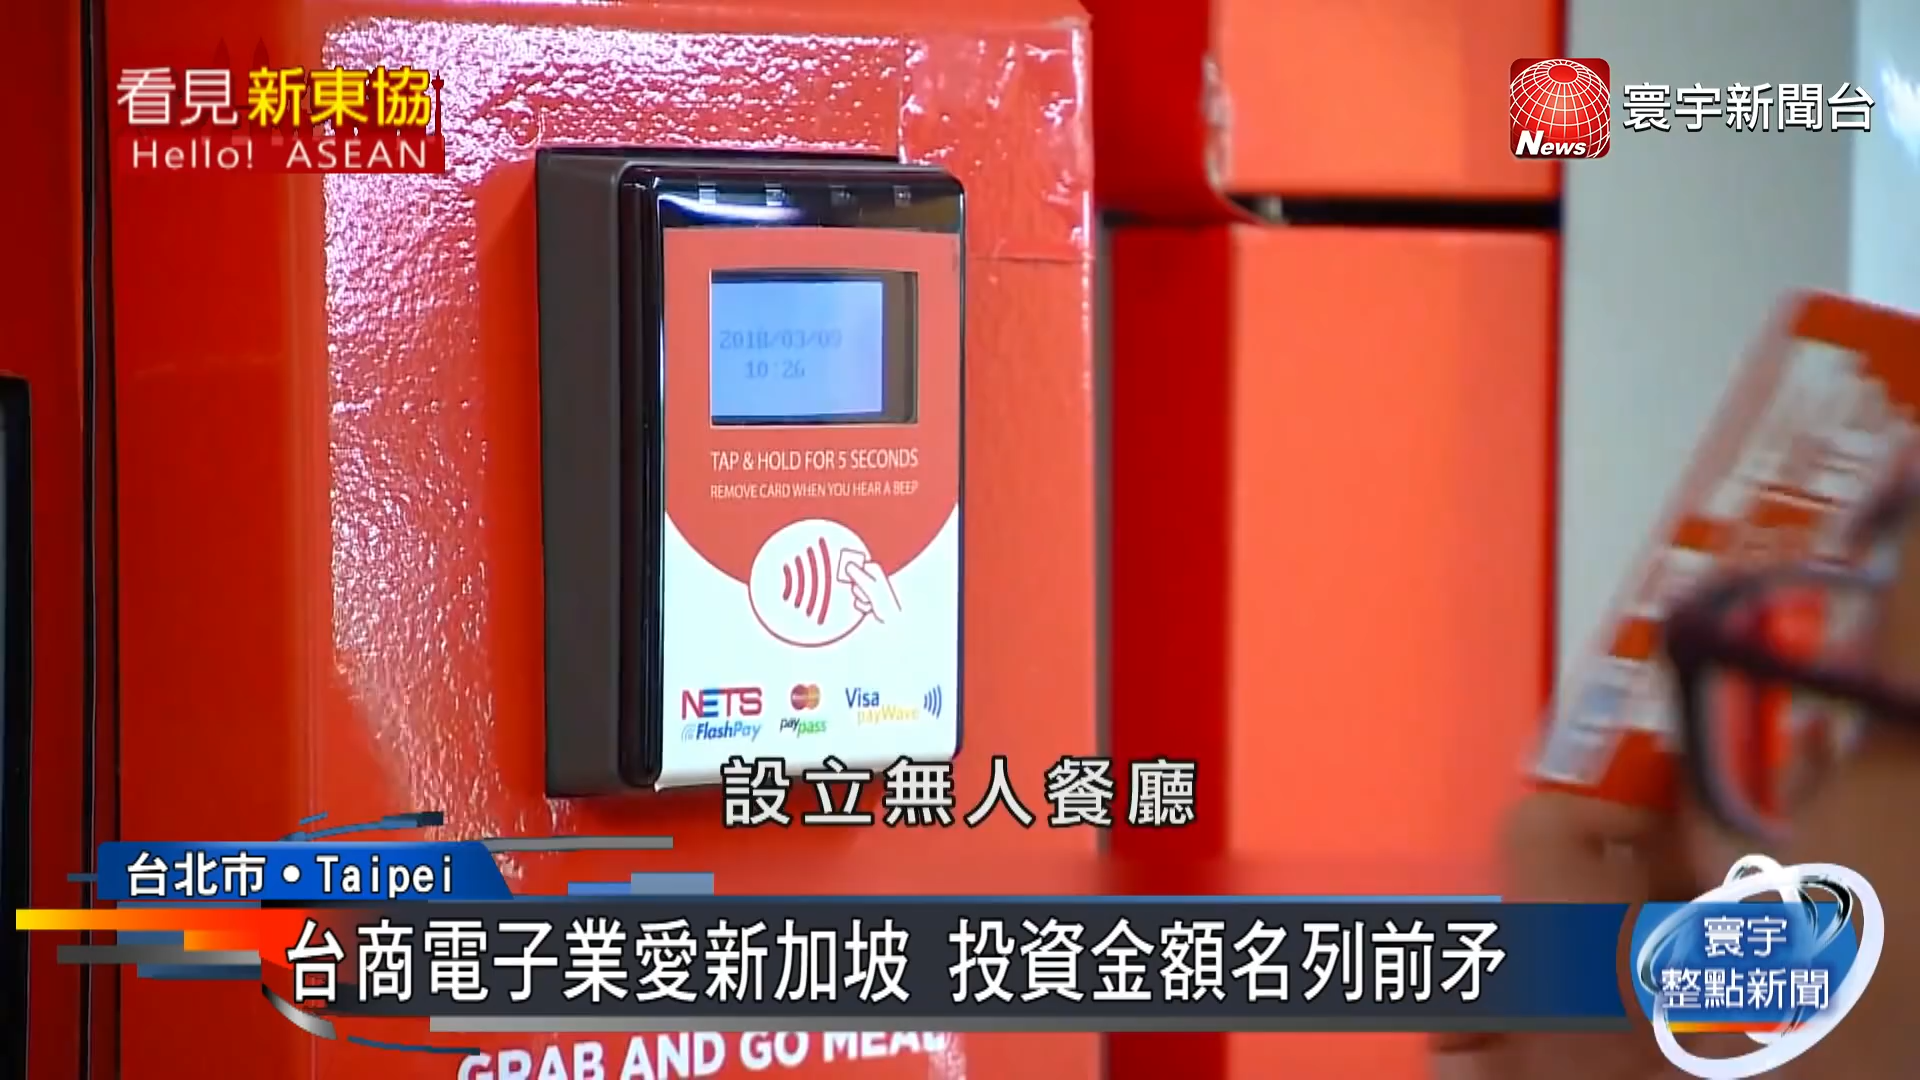 看見新東協
Hello! ASEAN
News
寰宇新聞台
2018/03/09
10:26
TAP & HOLD FOR 5 SECONDS
REMOVE CARD WHEN YOU HEAR A BEEP
NETS
FlashPay
paypass
Visa
payWave
設立無人餐廳
台北市•Taipei
台商電子業愛新加坡 投資金額名列前矛
寰宇
整點新聞
GRAB AND GO MEAL